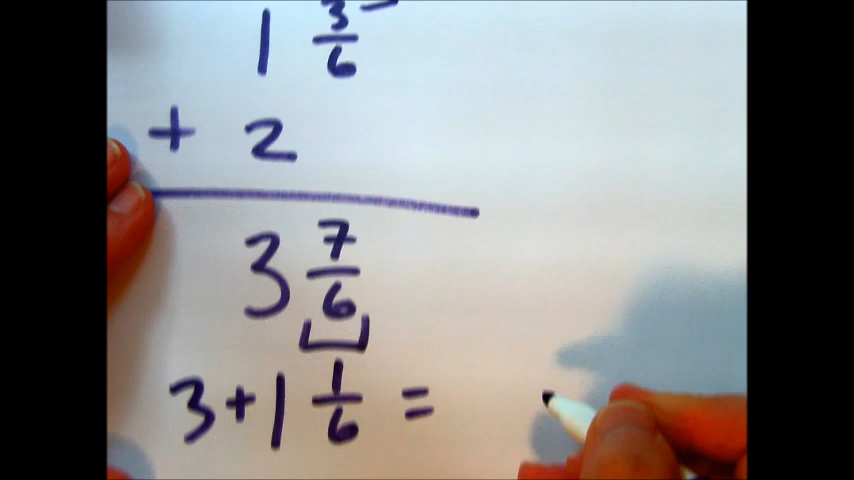 1 3/6
+ 2
3 7/6
3+1 1/6 =